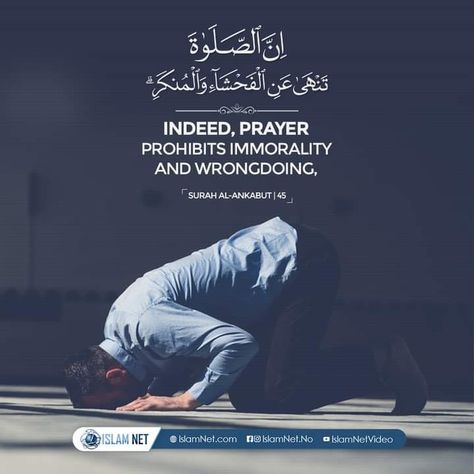 اِنَّ ٱلصَّلَوٰةَ
تَنْهَىٰ عَنِ ٱلْفَحْشَآءِ وَٱلْمُنكَرِ ۗ
INDEED, PRAYER
PROHIBITS IMMORALITY
AND WRONGDOING,
SURAH AL-ANKABUT | 45
ISLAM NET IslamNet.com IslamNet.No IslamNetVideo